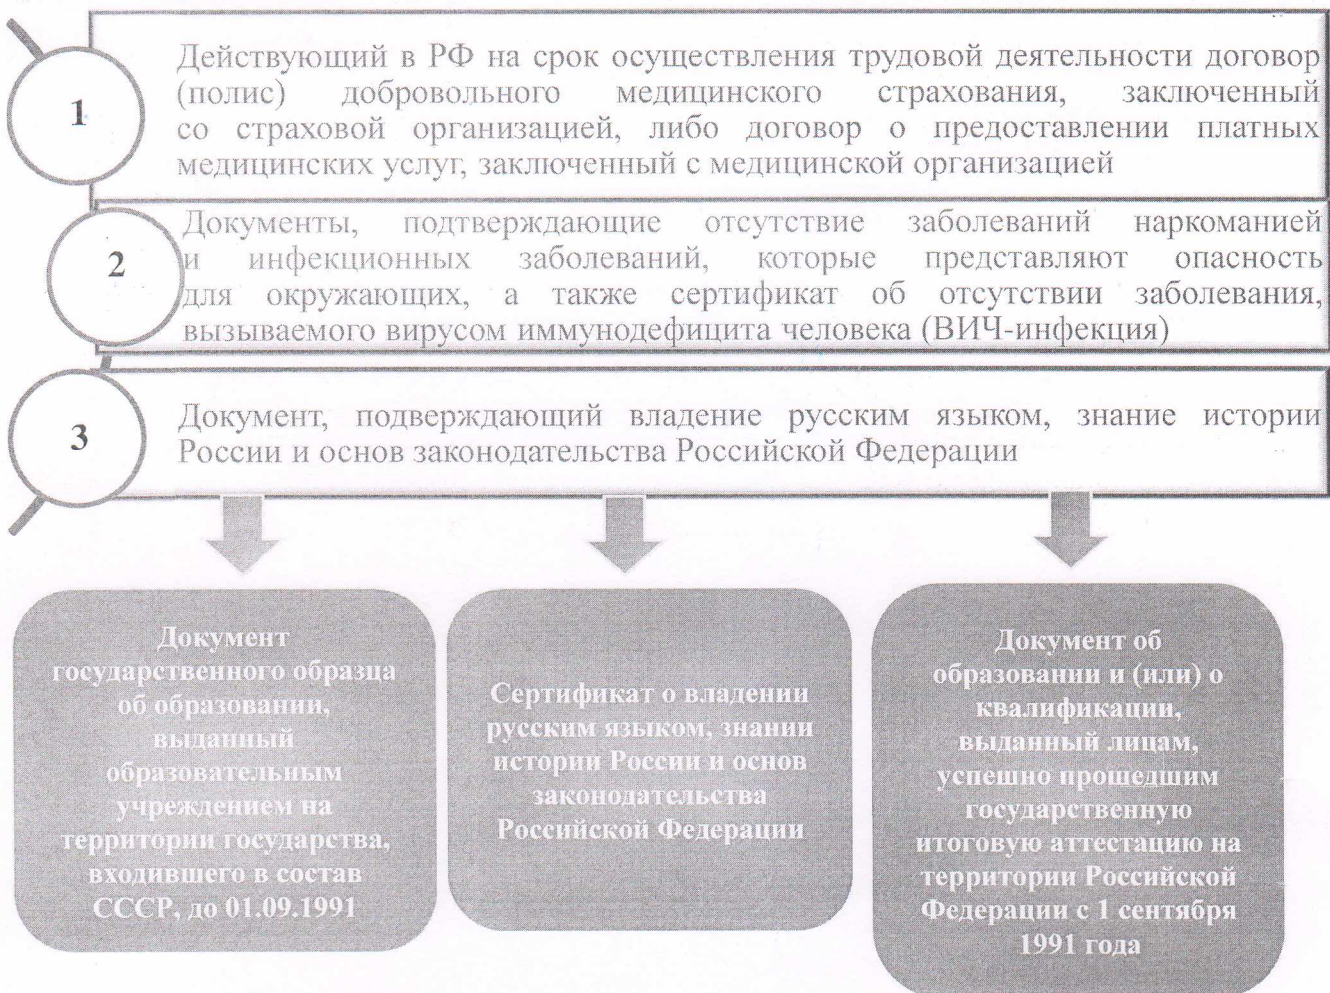 1
Действующий в РФ на срок осуществления трудовой деятельности договор
(полис) добровольного медицинского страхования, заключенный
со страховой организацией, либо договор о предоставлении платных
медицинских услуг, заключенный с медицинской организацией
2
Документы, подтверждающие отсутствие заболеваний наркоманией
и инфекционных заболеваний, которые представляют опасность
для окружающих, а также сертификат об отсутствии заболевания,
вызываемого вирусом иммунодефицита человека (ВИЧ-инфекция)
3
Документ, подверждающий владение русским языком, знание истории
России и основ законодательства Российской Федерации
Документ
государственного образца
об образовании,
выданный
образовательным
учреждением на
территории государства,
входившего в состав
СССР, до 01.09.1991
Сертификат о владении
русским языком, знании
истории России и основ
законодательства
Российской Федерации
Документ об
образовании и (или) о
квалификации,
выданный лицам,
успешно прошедшим
государственную
итоговую аттестацию на
территории Российской
Федерации с 1 сентября
1991 года